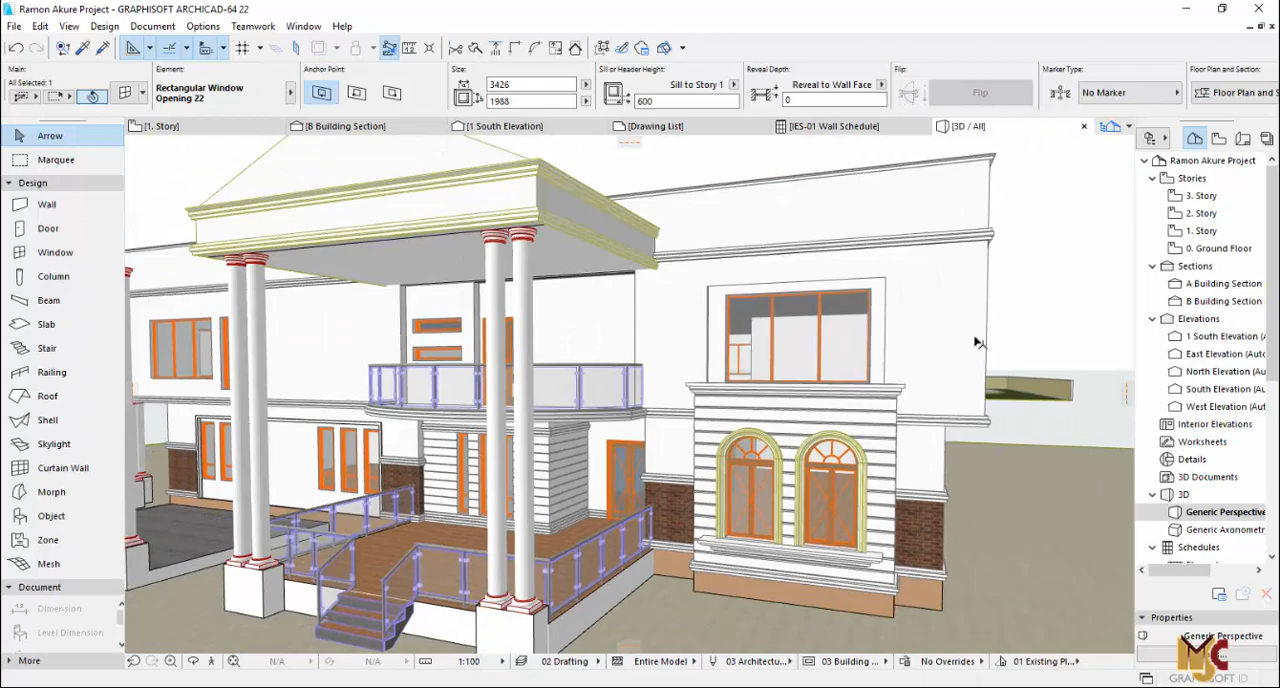 Ramon Akure Project - GRAPHISOFT ARCHICAD-64 22
File Edit View Design Document Options Teamwork Window Help
Main: Element: Anchor Point: Size: Sill or Header Height: Reveal Depth: Flip: Marker Type: Floor Plan and Section:
All Selected: 1
Rectangular Window
Opening 22
3426
1988
Sill to Story 1
600
Reveal to Wall Face
0
Flip
No Marker
Floor Plan and S
[1. Story] [B Building Section] [1 South Elevation] [Drawing List] [IES-01 Wall Schedule] [3D / All]
Arrow
Marquee
Design
Wall
Door
Window
Column
Beam
Slab
Stair
Railing
Roof
Shell
Skylight
Curtain Wall
Morph
Object
Zone
Mesh
Document
Dimension
Level Dimension
More
Ramon Akure Project
Stories
3. Story
2. Story
1. Story
0. Ground Floor
Sections
A Building Section
B Building Section
Elevations
1 South Elevation (
East Elevation (Auto
North Elevation (Au
South Elevation (Au
West Elevation (Aut
Interior Elevations
Worksheets
Details
3D Documents
3D
Generic Perspective
Generic Axonometr
Schedules
Properties
Generic Perspective
N/A N/A 1:100 02 Drafting Entire Model 03 Architectu... 03 Building ... No Overrides 01 Existing Pl...
MSC
GRAPHISOFT ID